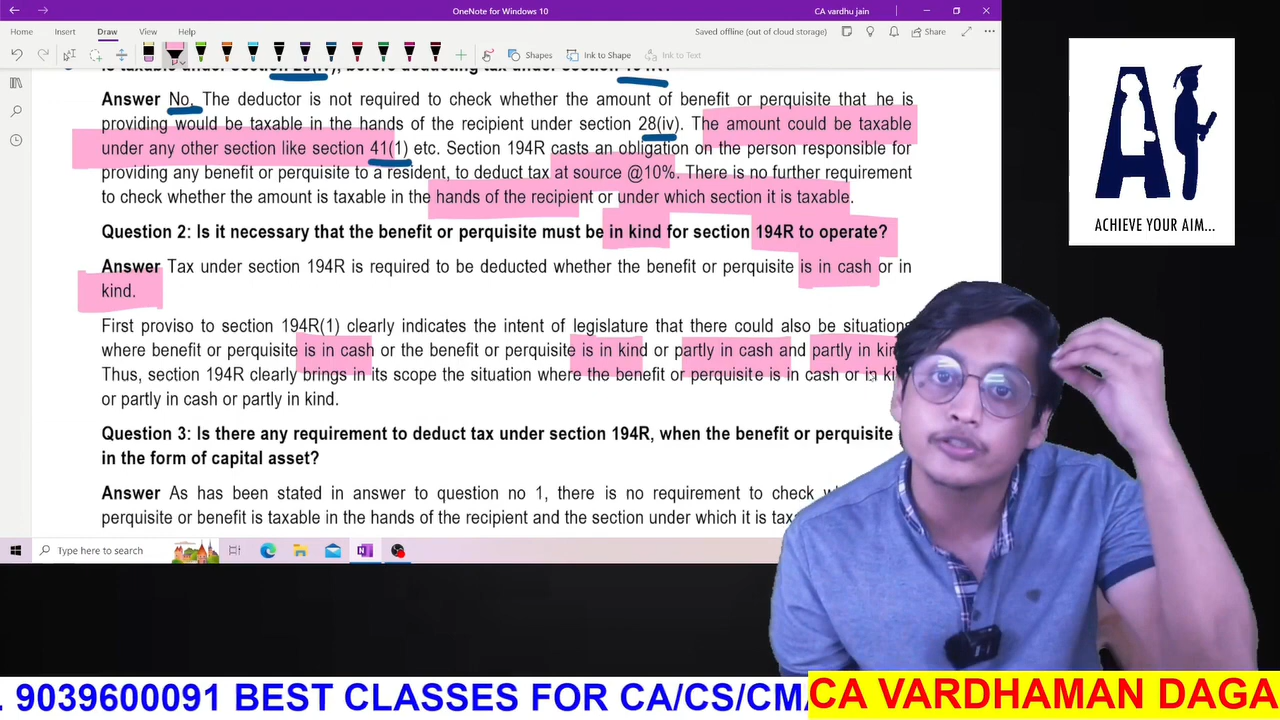 OneNote for Windows 10
CA vardhu jain
Home
Insert
Draw
View
Help
Saved offline (out of cloud storage)
Share
Shapes
Ink to Shape
Ink to Text
Answer No. The deductor is not required to check whether the amount of benefit or perquisite that he is
providing would be taxable in the hands of the recipient under section 28(iv). The amount could be taxable
under any other section like section 41(1) etc. Section 194R casts an obligation on the person responsible for
providing any benefit or perquisite to a resident, to deduct tax at source @10%. There is no further requirement
to check whether the amount is taxable in the hands of the recipient or under which section it is taxable.
Question 2: Is it necessary that the benefit or perquisite must be in kind for section 194R to operate?
Answer Tax under section 194R is required to be deducted whether the benefit or perquisite is in cash or in
kind.
First proviso to section 194R(1) clearly indicates the intent of legislature that there could also be situations
where benefit or perquisite is in cash or the benefit or perquisite is in kind or partly in cash and partly in
Thus, section 194R clearly brings in its scope the situation where the benefit or perquisite is in cash or in
or partly in cash or partly in kind.
Question 3: Is there any requirement to deduct tax under section 194R, when the benefit or perquisite
in the form of capital asset?
Answer As has been stated in answer to question no 1, there is no requirement to check
perquisite or benefit is taxable in the hands of the recipient and the section under which it is
Type here to search
AI
ACHIEVE YOUR AIM...
. 9039600091 BEST CLASSES FOR CA/CS/CMA
CA VARDHAMAN DAGA